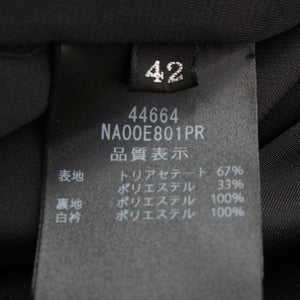 42
44664
NA00E801PR
品質表示
表地 トリアセテート 67%
ポリエステル 33%
裏地 ポリエステル 100%
白衿 ポリエステル 100%